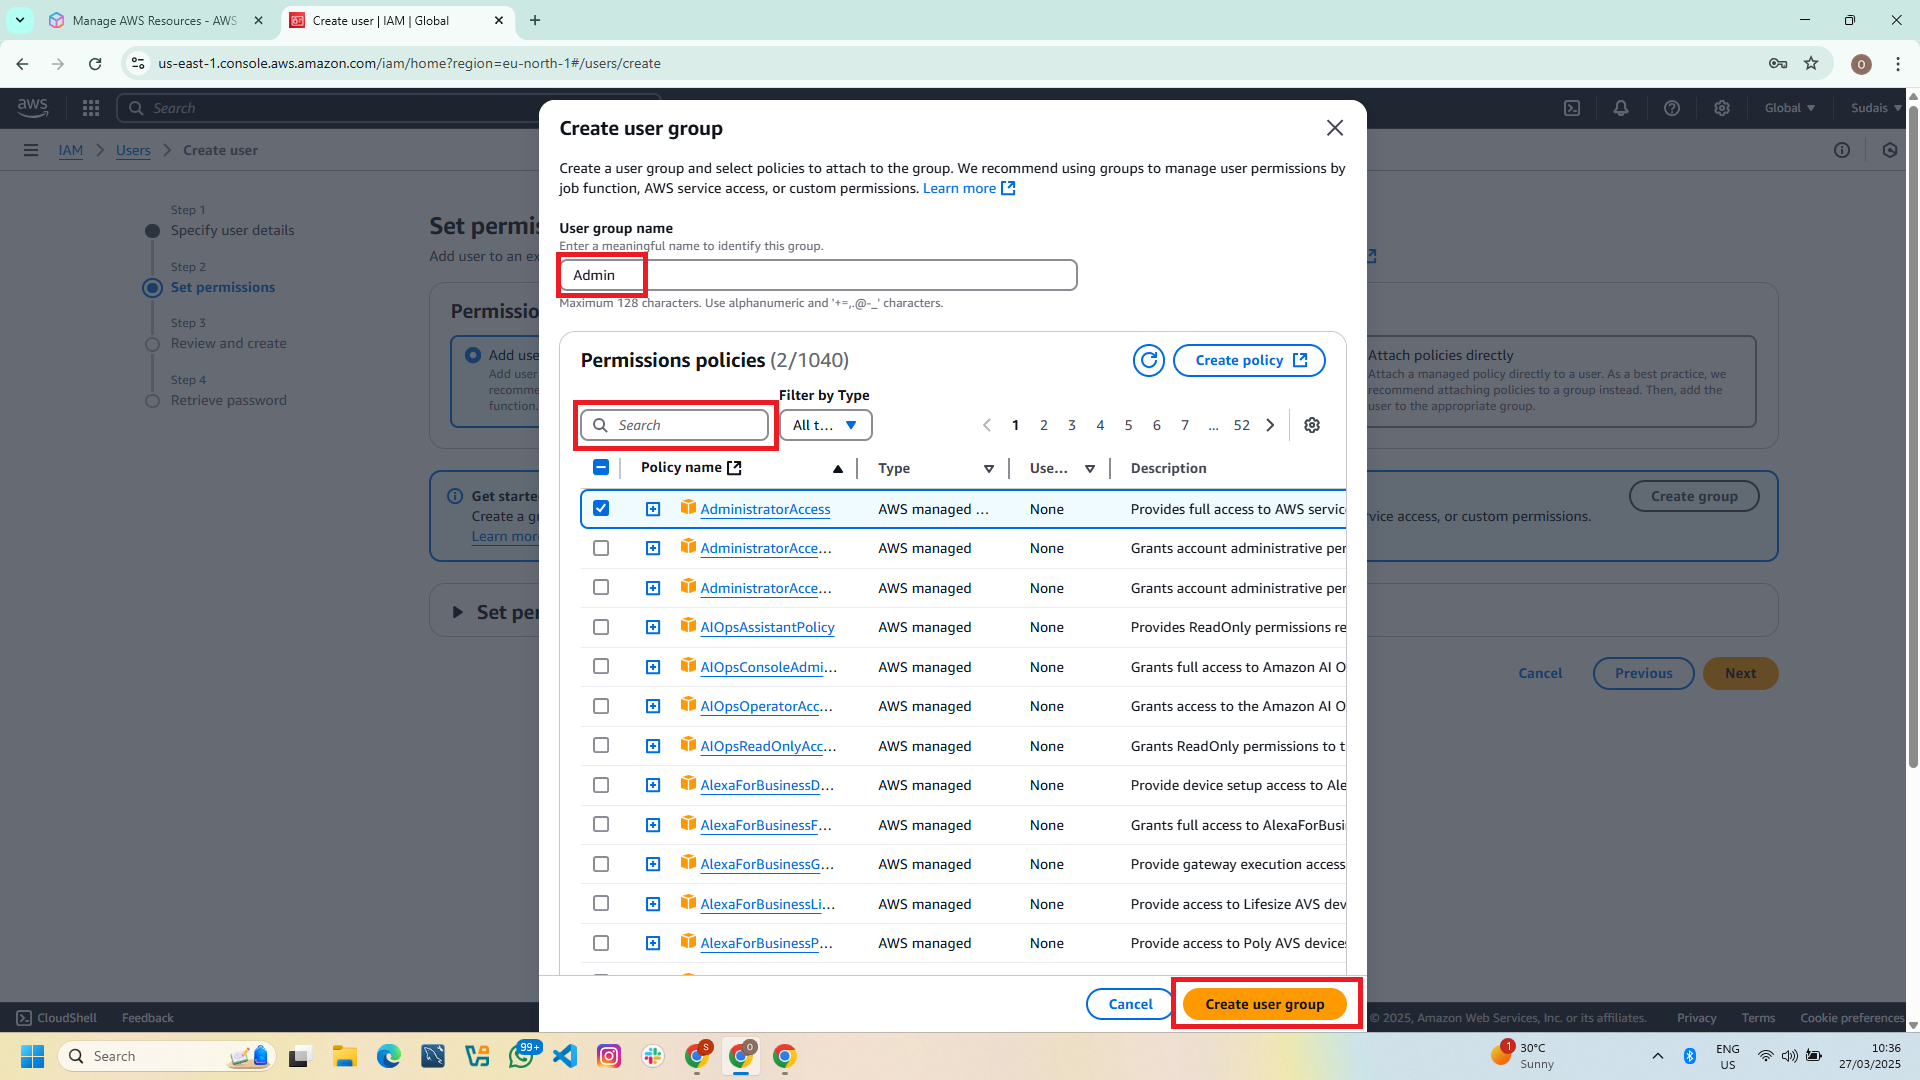 Manage AWS Resources - AWS
Create user | IAM | Global
us-east-1.console.aws.amazon.com/iam/home?region=eu-north-1#/users/create
O
aws
Search
Global
Sudais
IAM
Users
Create user
Step 1
Specify user details
Step 2
Set permissions
Step 3
Review and create
Step 4
Retrieve password
Create user group
Create a user group and select policies to attach to the group. We recommend using groups to manage user permissions by
job function, AWS service access, or custom permissions. Learn more
User group name
Enter a meaningful name to identify this group.
Admin
Maximum 128 characters. Use alphanumeric and '+=,.@-_' characters.
Permissions policies (2/1040)
Create policy
Filter by Type
Search
All t...
1 2 3 4 5 6 7 ... 52
Policy name
Type
Use...
Description
AdministratorAccess AWS managed ... None Provides full access to AWS servic
AdministratorAcce... AWS managed None Grants account administrative per
AdministratorAcce... AWS managed None Grants account administrative per
AIOpsAssistantPolicy AWS managed None Provides ReadOnly permissions re
AIOpsConsoleAdmi... AWS managed None Grants full access to Amazon AI O
AIOpsOperatorAcc... AWS managed None Grants access to the Amazon AI O
AIOpsReadOnlyAcc... AWS managed None Grants ReadOnly permissions to t
AlexaForBusinessD... AWS managed None Provide device setup access to Ale
AlexaForBusinessF... AWS managed None Grants full access to AlexaForBusi
AlexaForBusinessG... AWS managed None Provide gateway execution access
AlexaForBusinessLi... AWS managed None Provide access to Lifesize AVS dev
AlexaForBusinessP... AWS managed None Provide access to Poly AVS devices
Cancel
Create user group
Set permi
Add user to an ex
Permissio
Add use
Add user
recomme
function.
Attach policies directly
Attach a managed policy directly to a user. As a best practice, we
recommend attaching policies to a group instead. Then, add the
user to the appropriate group.
Get starte
Create a gr
Learn mor
vice access, or custom permissions.
Create group
Set per
Cancel
Previous
Next
CloudShell
Feedback
© 2025, Amazon Web Services, Inc. or its affiliates.
Privacy
Terms
Cookie preferences
Search
99+
S
O
1
30°C
Sunny
ENG
US
10:36
27/03/2025